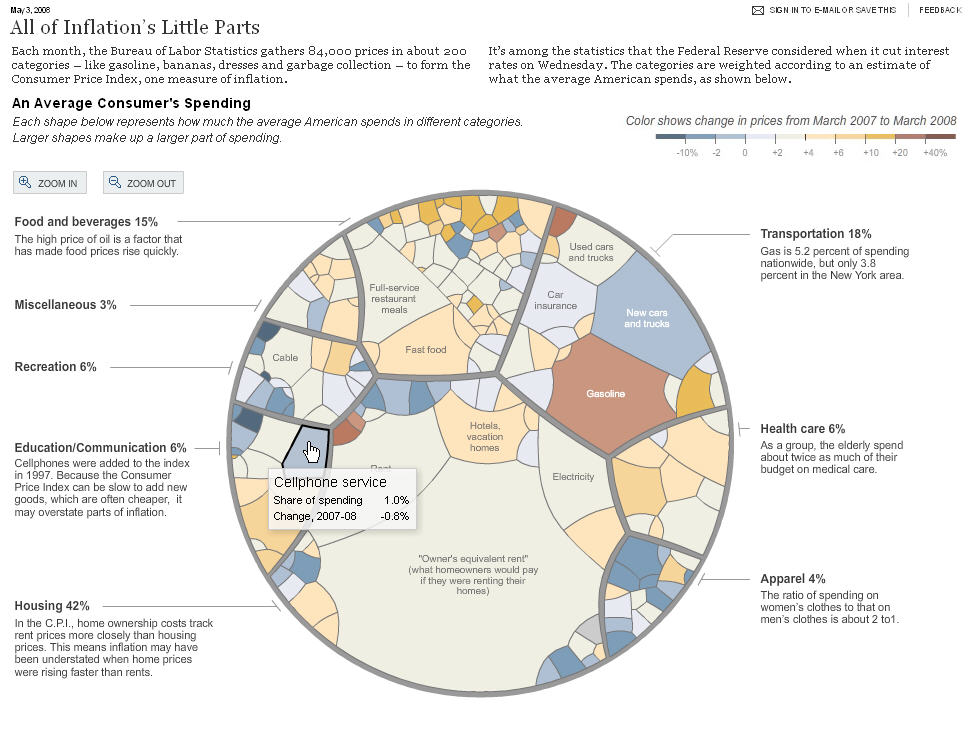 May 3, 2008
SIGN IN TO E-MAIL OR SAVE THIS
FEEDBACK
All of Inflation's Little Parts
Each month, the Bureau of Labor Statistics gathers 84,000 prices in about 200
categories — like gasoline, bananas, dresses and garbage collection — to form the
Consumer Price Index, one measure of inflation.
It's among the statistics that the Federal Reserve considered when it cut interest
rates on Wednesday. The categories are weighted according to an estimate of
what the average American spends, as shown below.
An Average Consumer's Spending
Each shape below represents how much the average American spends in different categories.
Larger shapes make up a larger part of spending.
Color shows change in prices from March 2007 to March 2008
-10% -2 0 +2 +4 +6 +10 +20 +40%
ZOOM IN
ZOOM OUT
Food and beverages 15%
The high price of oil is a factor that
has made food prices rise quickly.
Miscellaneous 3%
Recreation 6%
Education/Communication 6%
Cellphones were added to the index
in 1997. Because the Consumer
Price Index can be slow to add new
goods, which are often cheaper, it
may overstate parts of inflation.
Housing 42%
In the C.P.I., home ownership costs track
rent prices more closely than housing
prices. This means inflation may have
been understated when home prices
were rising faster than rents.
Used cars
and trucks
Full-service
restaurant
meals
Car
insurance
New cars
and trucks
Fast food
Cable
Gasoline
Hotels,
vacation
homes
Electricity
Cellphone service
Share of spending 1.0%
Change, 2007-08 -0.8%
"Owner's equivalent rent"
(what homeowners would pay
if they were renting their
homes)
Transportation 18%
Gas is 5.2 percent of spending
nationwide, but only 3.8
percent in the New York area.
Health care 6%
As a group, the elderly spend
about twice as much of their
budget on medical care.
Apparel 4%
The ratio of spending on
women's clothes to that on
men's clothes is about 2 to1.